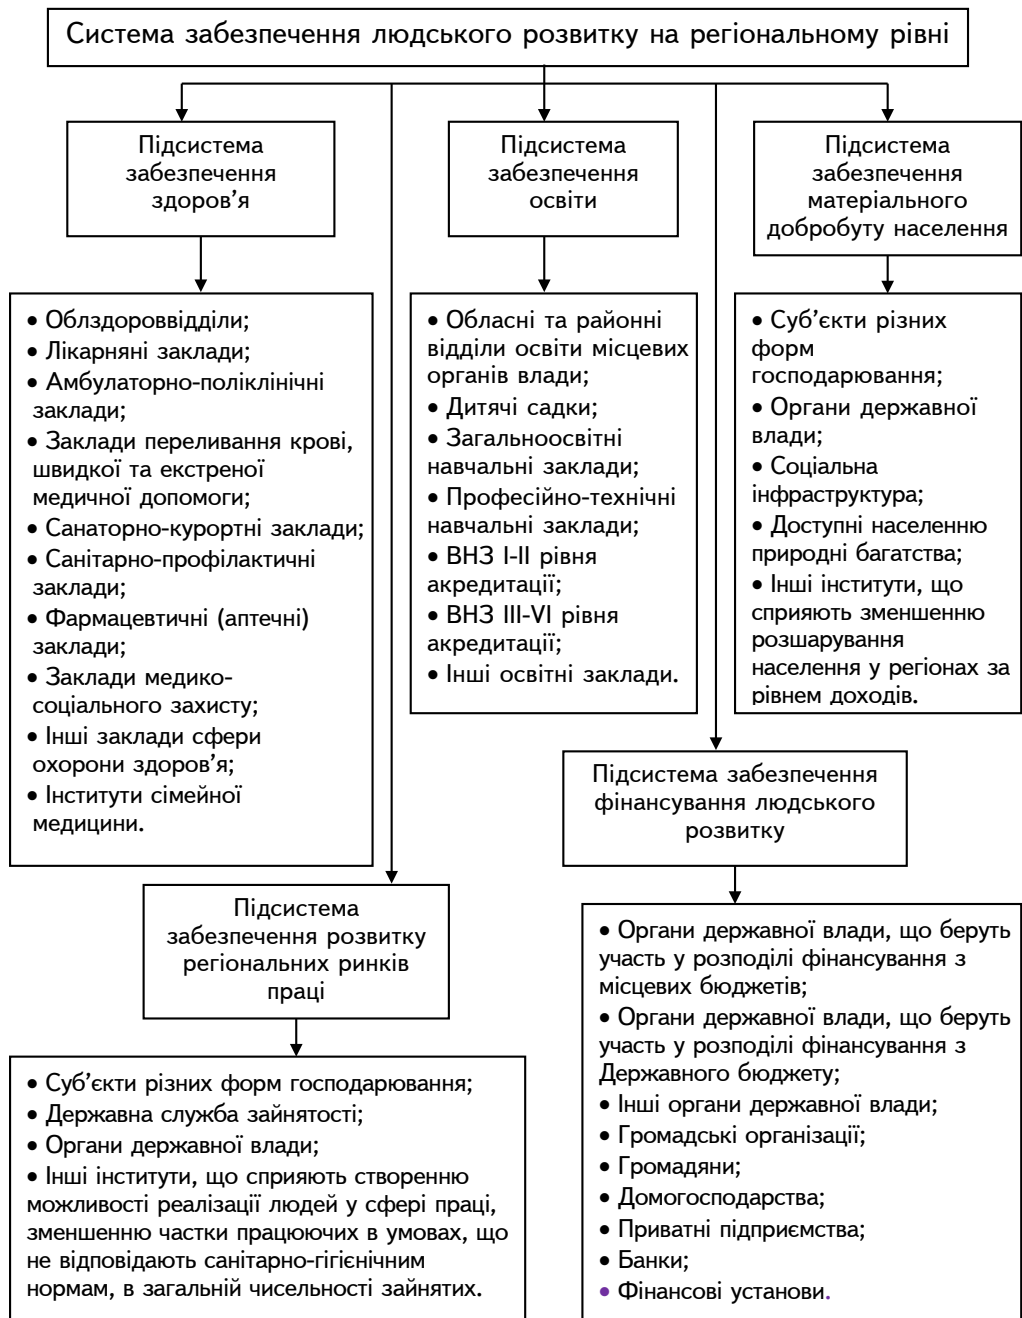 Система забезпечення людського розвитку на регіональному рівні
Підсистема
забезпечення
здоров’я
Підсистема
забезпечення
освіти
Підсистема
забезпечення
матеріального
добробуту населення
• Облздороввідділи;
• Лікарняні заклади;
• Амбулаторно-поліклінічні
заклади;
• Заклади переливання крові,
швидкої та екстреної
медичної допомоги;
• Санаторно-курортні заклади;
• Санітарно-профілактичні
заклади;
• Фармацевтичні (аптечні)
заклади;
• Заклади медико-
соціального захисту;
• Інші заклади сфери
охорони здоров’я;
• Інститути сімейної
медицини.
• Обласні та районні
відділи освіти місцевих
органів влади;
• Дитячі садки;
• Загальноосвітні
навчальні заклади;
• Професійно-технічні
навчальні заклади;
• ВНЗ І-ІІ рівня
акредитації;
• ВНЗ ІІІ-VІ рівня
акредитації;
• Інші освітні заклади.
• Суб’єкти різних
форм
господарювання;
• Органи державної
влади;
• Соціальна
інфраструктура;
• Доступні населенню
природні багатства;
• Інші інститути, що
сприяють зменшенню
розшарування
населення у регіонах за
рівнем доходів.
Підсистема забезпечення
фінансування людського
розвитку
Підсистема
забезпечення розвитку
регіональних ринків
праці
• Суб’єкти різних форм господарювання;
• Державна служба зайнятості;
• Органи державної влади;
• Інші інститути, що сприяють створенню
можливості реалізації людей у сфері праці,
зменшенню частки працюючих в умовах, що
не відповідають санітарно-гігієнічним
нормам, в загальній чисельності зайнятих.
• Органи державної влади, що беруть
участь у розподілі фінансування з
місцевих бюджетів;
• Органи державної влади, що беруть
участь у розподілі фінансування з
Державного бюджету;
• Інші органи державної влади;
• Громадські організації;
• Громадяни;
• Домогосподарства;
• Приватні підприємства;
• Банки;
• Фінансові установи.